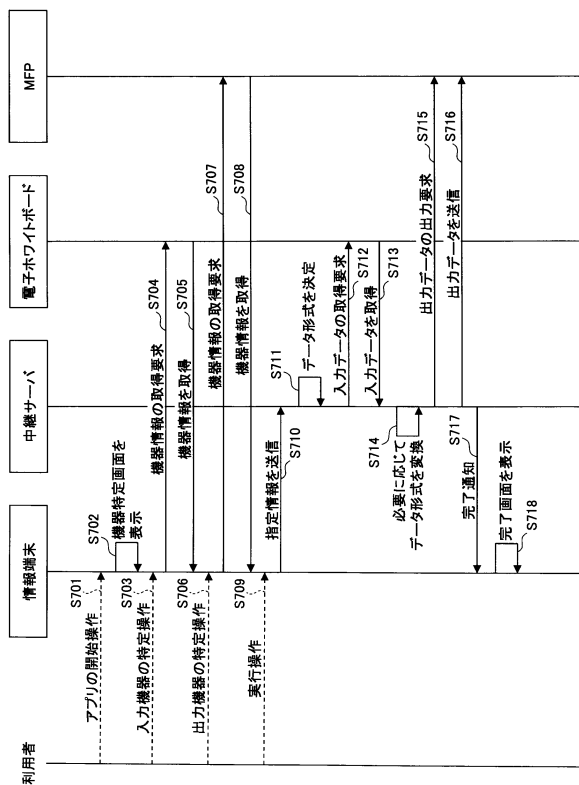 利用者
情報端末
中継サーバ
電子ホワイトボード
MFP
アプリの開始操作
S701
S702
機器特定画面を
表示
入力機器の特定操作
S703
機器情報の取得要求
S704
機器情報を取得
S705
出力機器の特定操作
S706
機器情報の取得要求
S707
機器情報を取得
S708
実行操作
S709
指定情報を送信
S710
S711
データ形式を決定
入力データの取得要求
S712
入力データを取得
S713
S714
必要に応じて
データ形式を変換
出力データの出力要求
S715
出力データを送信
S716
完了通知
S717
完了画面を表示
S718